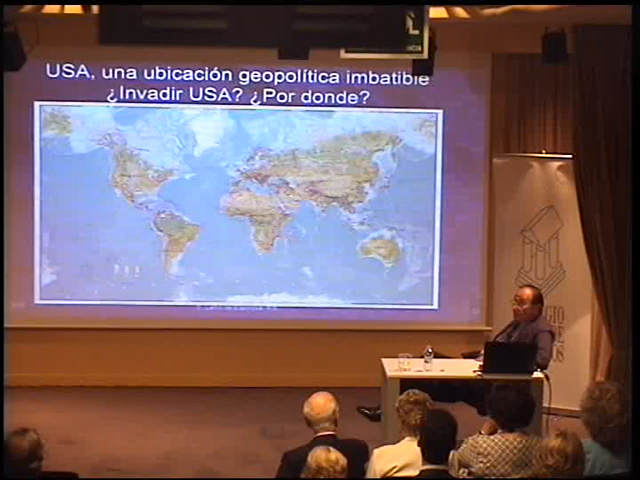 USA, una ubicación geopolítica imbatible
¿Invadir USA? ¿Por donde?